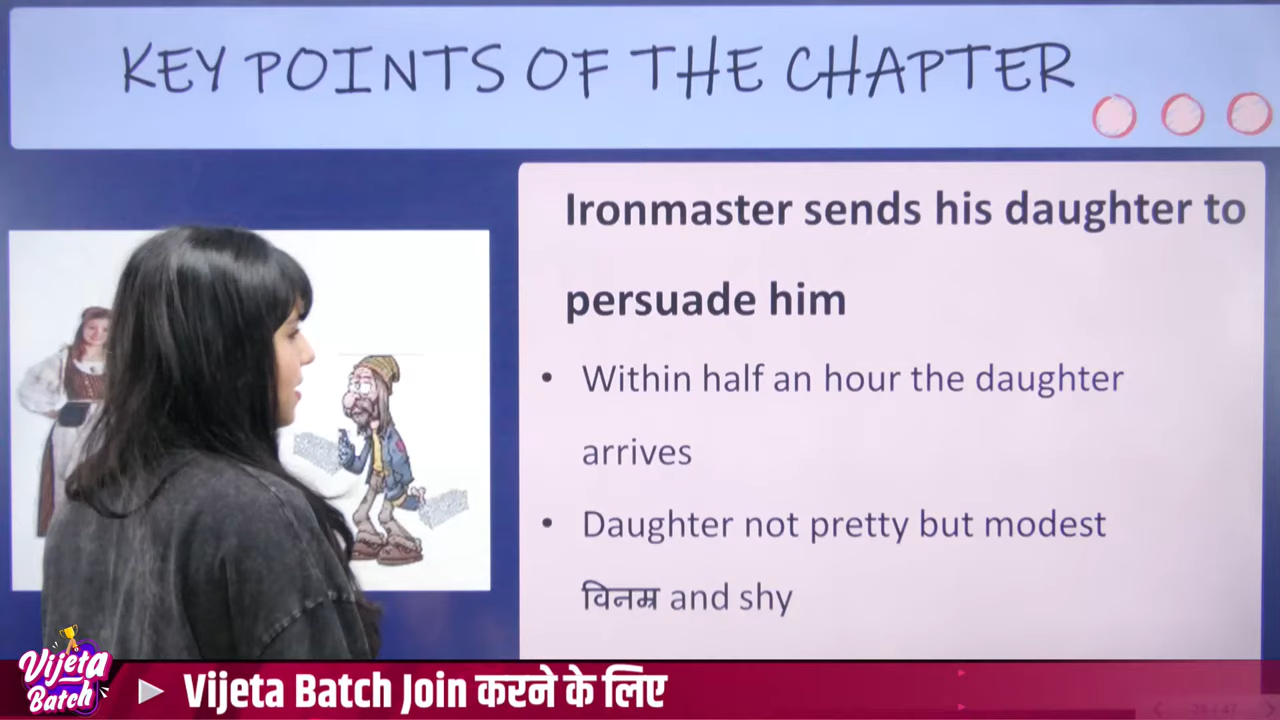 KEY POINTS OF THE CHAPTER
Ironmaster sends his daughter to
persuade him
• Within half an hour the daughter
arrives
• Daughter not pretty but modest
विनम्र and shy
Vijeta
Batch
Vijeta Batch Join करने के लिए